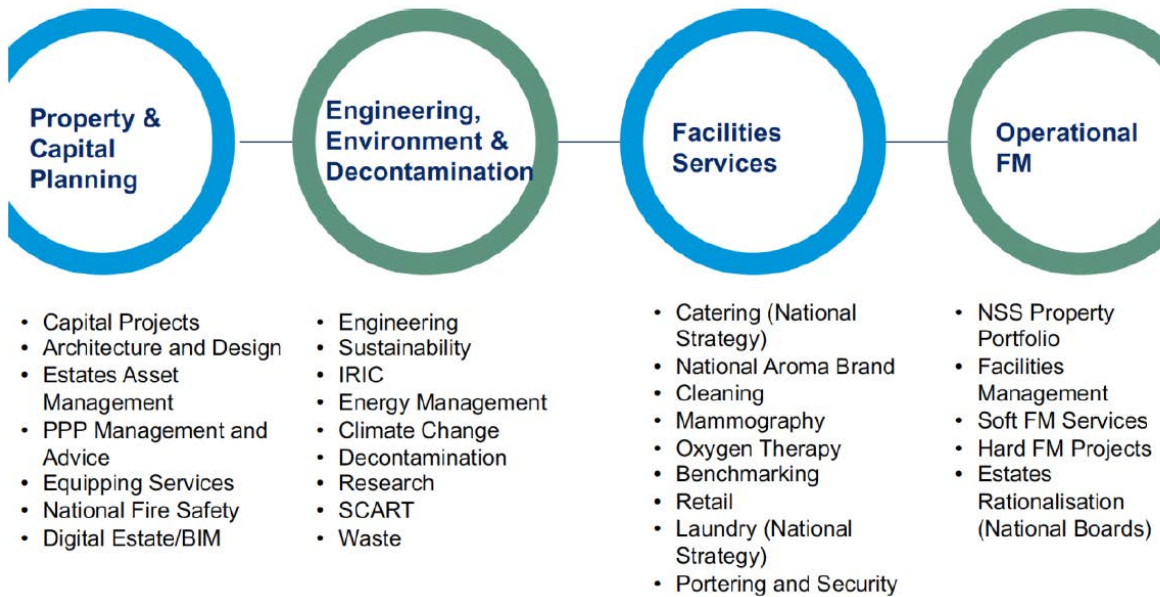 Property &
Capital
Planning
Engineering,
Environment &
Decontamination
Facilities
Services
Operational
FM
• Capital Projects
• Architecture and Design
• Estates Asset
Management
• PPP Management and
Advice
• Equipping Services
• National Fire Safety
• Digital Estate/BIM
• Engineering
• Sustainability
• IRIC
• Energy Management
• Climate Change
• Decontamination
• Research
• SCART
• Waste
• Catering (National
Strategy)
• National Aroma Brand
• Cleaning
• Mammography
• Oxygen Therapy
• Benchmarking
• Retail
• Laundry (National
Strategy)
• Portering and Security
• NSS Property
Portfolio
• Facilities
Management
• Soft FM Services
• Hard FM Projects
• Estates
Rationalisation
(National Boards)